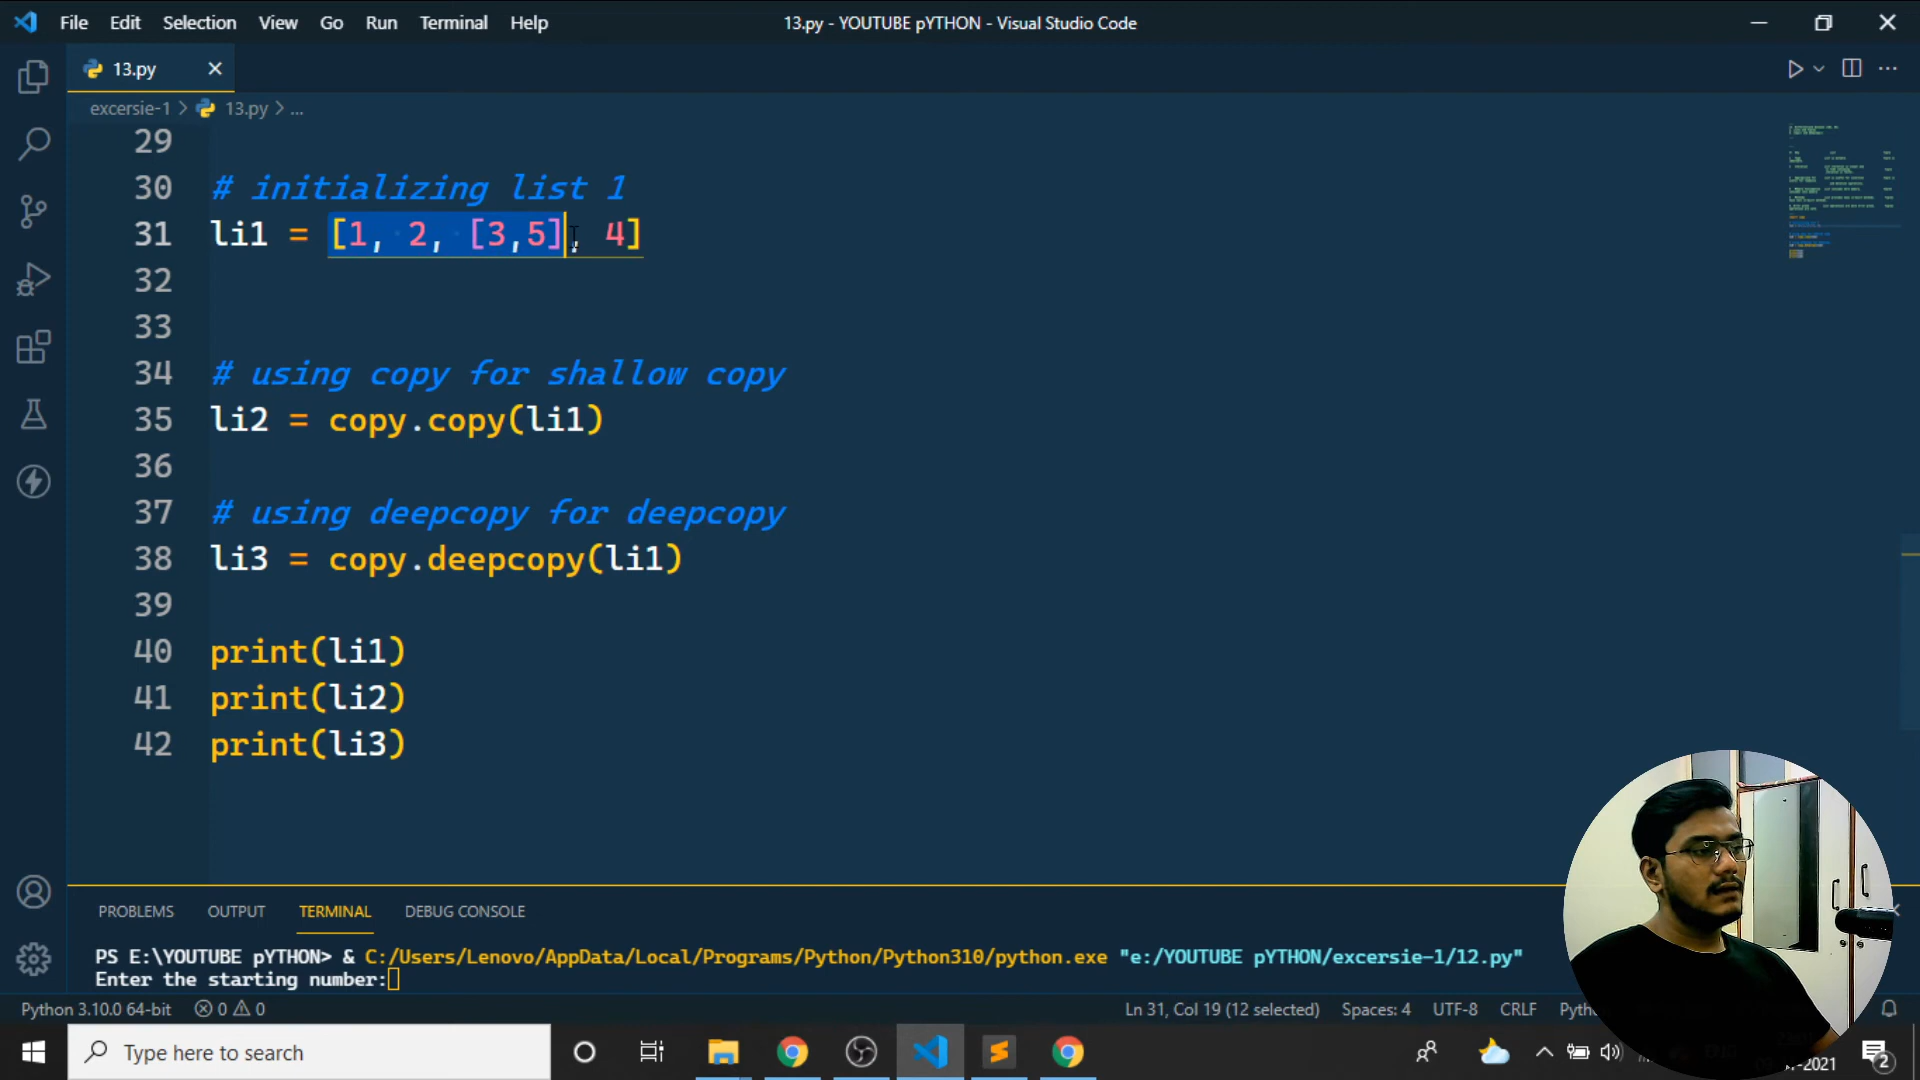 File Edit Selection View Go Run Terminal Help
13.py - YOUTUBE pYTHON - Visual Studio Code
13.py
excersie-1 > 13.py > ...
29
30 # initializing list 1
31 li1 = [1, 2, [3,5], 4]
32
33
34 # using copy for shallow copy
35 li2 = copy.copy(li1)
36
37 # using deepcopy for deepcopy
38 li3 = copy.deepcopy(li1)
39
40 print(li1)
41 print(li2)
42 print(li3)
PROBLEMS OUTPUT TERMINAL DEBUG CONSOLE
PS E:\YOUTUBE pYTHON> & C:/Users/Lenovo/AppData/Local/Programs/Python/Python310/python.exe "e:/YOUTUBE pYTHON/excersie-1/12.py"
Enter the starting number:
Python 3.10.0 64-bit 0 0 Ln 31, Col 19 (12 selected) Spaces: 4 UTF-8 CRLF
Type here to search
2